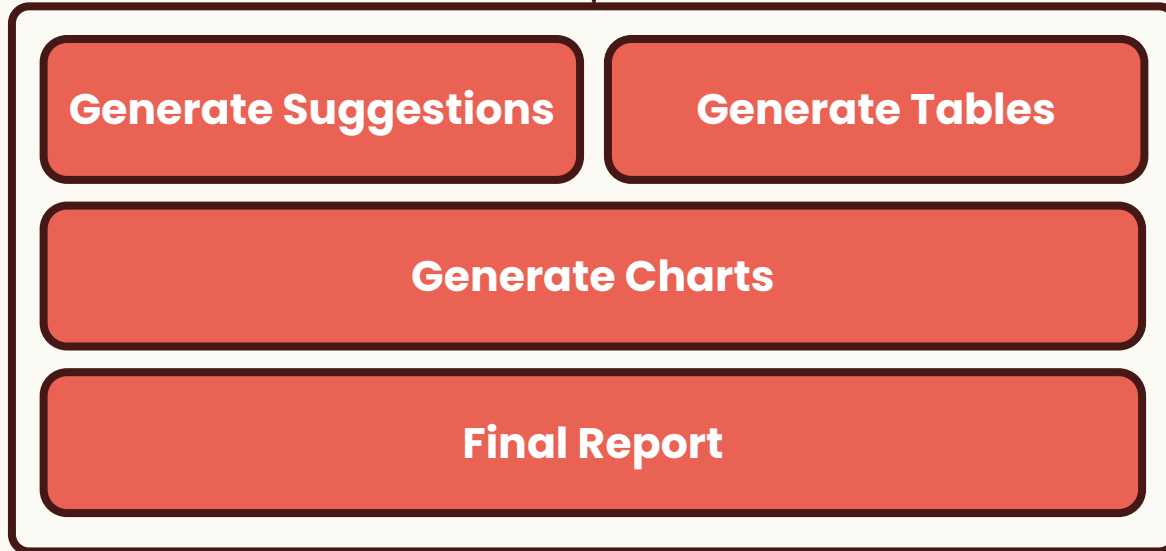 Generate Suggestions
Generate Tables
Generate Charts
Final Report